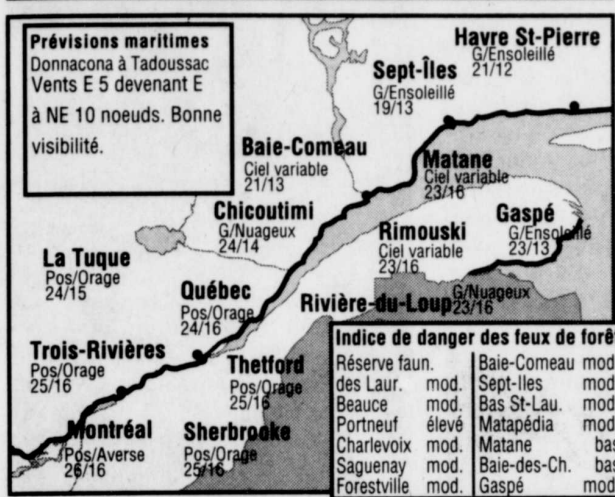 Prévisions maritimes
Donnacona à Tadoussac
Vents E 5 devenant E
à NE 10 noeuds. Bonne
visibilité.
Havre St-Pierre
G/Ensoleillé
21/12
Sept-Îles
G/Ensoleillé
19/13
Baie-Comeau
Ciel variable
21/13
Matane
Ciel variable
23/16
Chicoutimi
G/Nuageux
24/14
Rimouski
Ciel variable
23/16
Gaspé
G/Ensoleillé
23/13
La Tuque
Pos/Orage
24/15
Québec
Pos/Orage
24/16
Rivière-du-Loup
G/Nuageux
23/16
Trois-Rivières
Pos/Orage
25/16
Thetford
Pos/Orage
25/16
Montréal
Pos/Averse
26/16
Sherbrooke
Pos/Orage
25/16
Indice de danger des feux de forê
Réserve faun.
des Laur. mod.
Beauce mod.
Portneuf élevé
Charlevoix mod.
Saguenay mod.
Forestville mod.
Baie-Comeau mod
Sept-Iles mod
Bas St-Lau. mod
Matapédia mod
Matane bas
Baie-des-Ch. bas
Gaspé mod